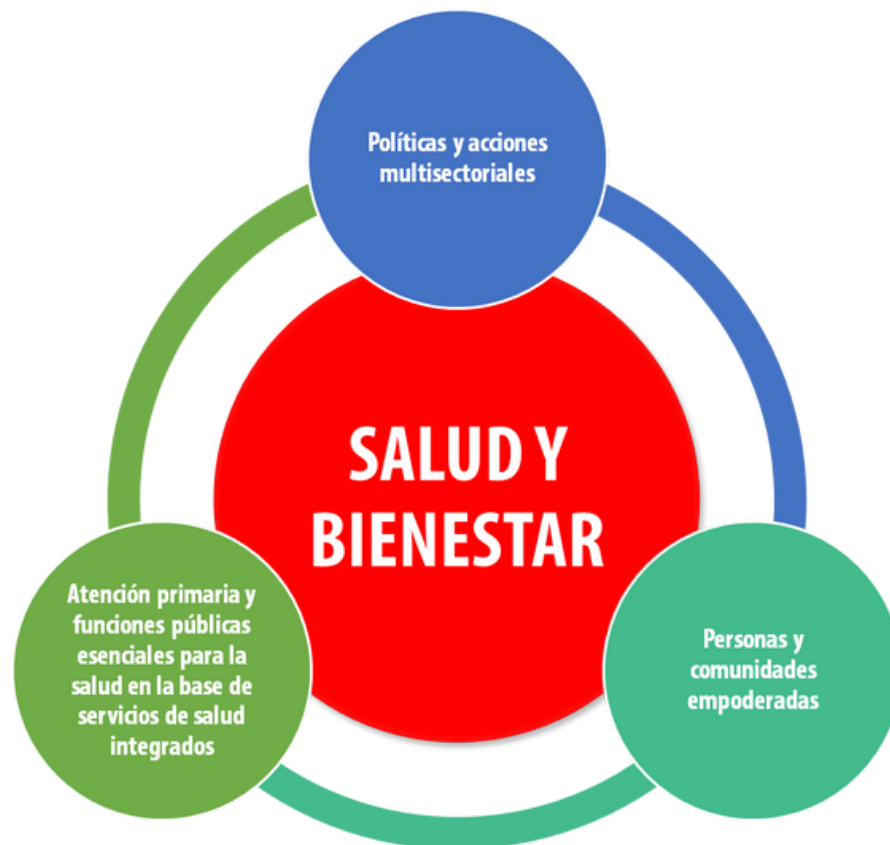 Políticas y acciones
multisectoriales
SALUD Y
BIENESTAR
Atención primaria y
funciones públicas
esenciales para la
salud en la base de
servicios de salud
integrados
Personas y
comunidades
empoderadas